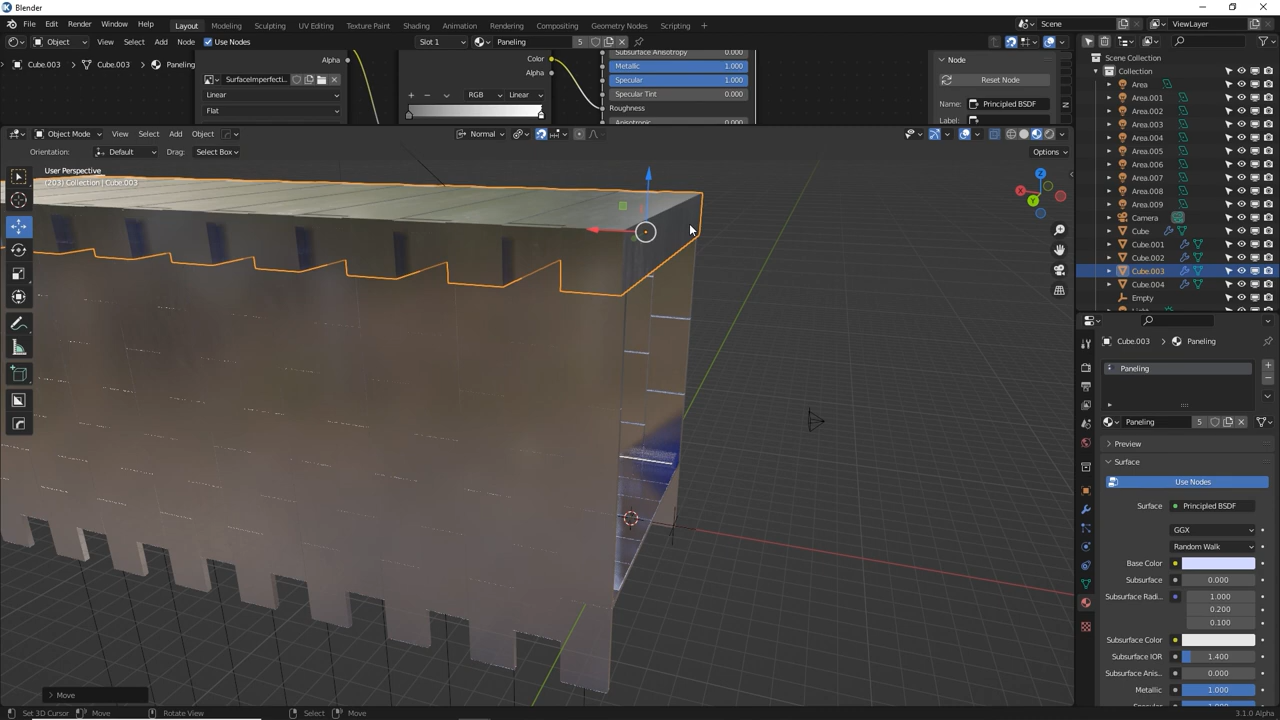 Blender
File Edit Render Window Help Layout Modeling Sculpting UV Editing Texture Paint Shading Animation Rendering Compositing Geometry Nodes Scripting + Scene ViewLayer
Object View Select Add Node Use Nodes Slot 1 Paneling 5
Cube.003 > Cube.003 > Paneling
Alpha
SurfaceImperfecti...
Linear
Flat
Color
Alpha
RGB Linear
Subsurface Anisotropy 0.000
Metallic 1.000
Specular 1.000
Specular Tint 0.000
Roughness
Anisotropic 0.000
Node
Reset Node
Name: Principled BSDF
Label:
Object Mode View Select Add Object Normal
Orientation: Default Drag: Select Box Options
User Perspective
(203) Collection | Cube.003
X
Y
Z
Scene Collection
Collection
Area
Area.001
Area.002
Area.003
Area.004
Area.005
Area.006
Area.007
Area.008
Area.009
Camera
Cube
Cube.001
Cube.002
Cube.003
Cube.004
Empty
Light
Cube.003 > Paneling
Paneling
Paneling 5
Preview
Surface
Use Nodes
Surface Principled BSDF
GGX
Random Walk
Base Color
Subsurface 0.000
Subsurface Radi... 1.000
0.200
0.100
Subsurface Color
Subsurface IOR 1.400
Subsurface Anis... 0.000
Metallic 1.000
Specular 1.000
> Move
Set 3D Cursor Move Rotate View Select Move 3.1.0 Alpha